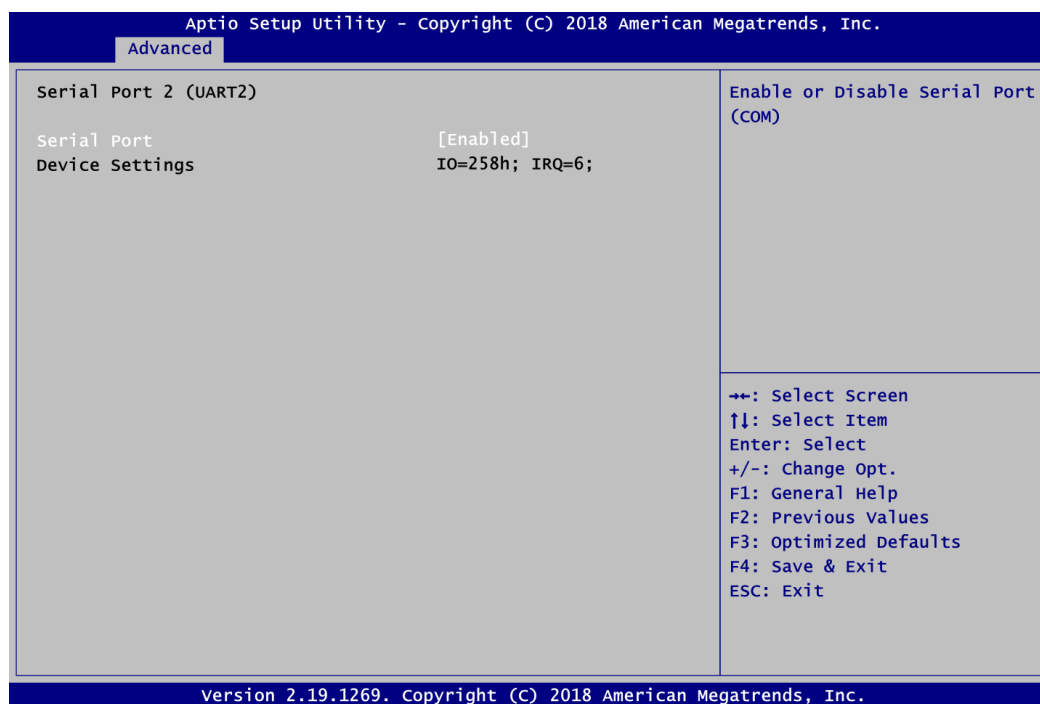 Aptio Setup Utility – Copyright (C) 2018 American Megatrends, Inc.
Advanced
Serial Port 2 (UART2)
Serial Port [Enabled]
Device Settings IO=258h; IRQ=6;
Enable or Disable Serial Port
(COM)
→←: Select Screen
↑↓: Select Item
Enter: Select
+/-: Change Opt.
F1: General Help
F2: Previous Values
F3: Optimized Defaults
F4: Save & Exit
ESC: Exit
Version 2.19.1269. Copyright (C) 2018 American Megatrends, Inc.